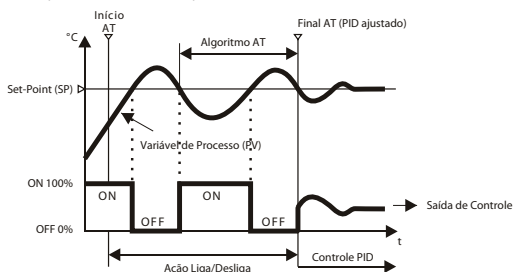 Início
AT
°C
Final AT (PID ajustado)
Algoritmo AT
Set-Point (SP)
Variável de Processo (PV)
ON 100%
ON
ON
OFF
OFF
OFF 0%
Saída de Controle
t
Controle PID
Ação Liga/Desliga